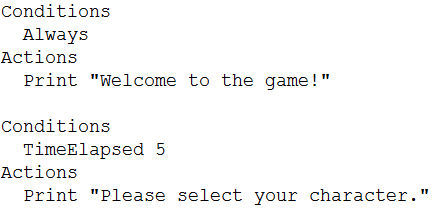 Conditions
  Always
Actions
  Print "Welcome to the game!"

Conditions
  TimeElapsed 5
Actions
  Print "Please select your character."